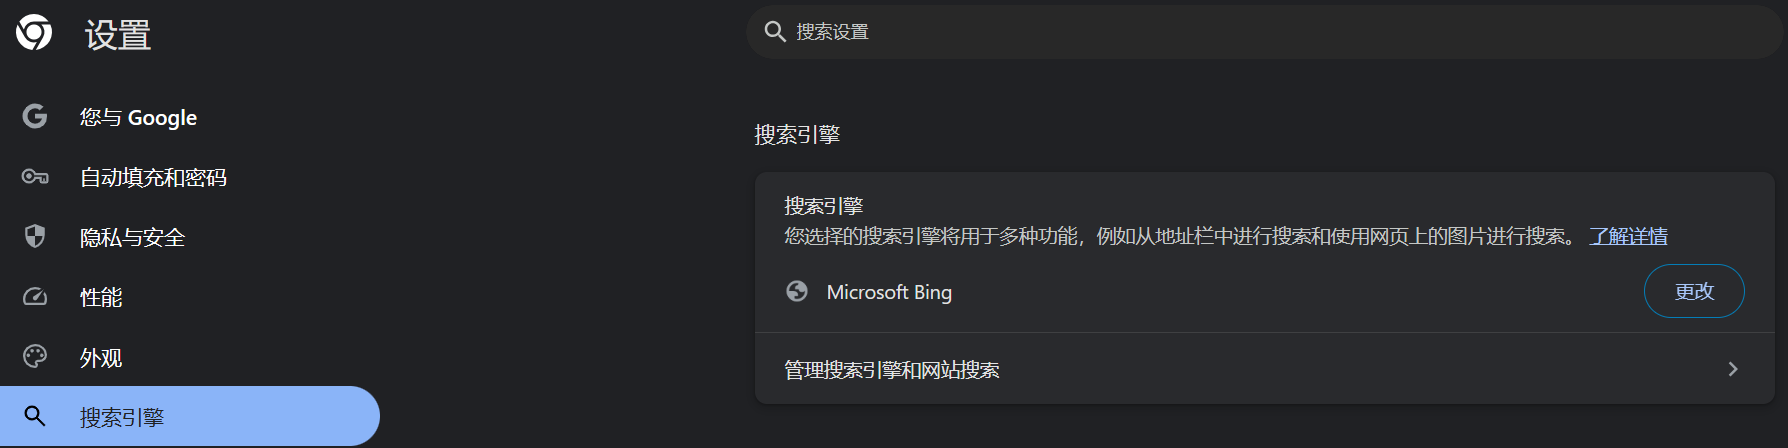 设置
搜索设置
您与 Google
自动填充和密码
隐私与安全
性能
外观
搜索引擎
搜索引擎
搜索引擎
您选择的搜索引擎将用于多种功能，例如从地址栏中进行搜索和使用网页上的图片进行搜索。 了解详情
Microsoft Bing
更改
管理搜索引擎和网站搜索